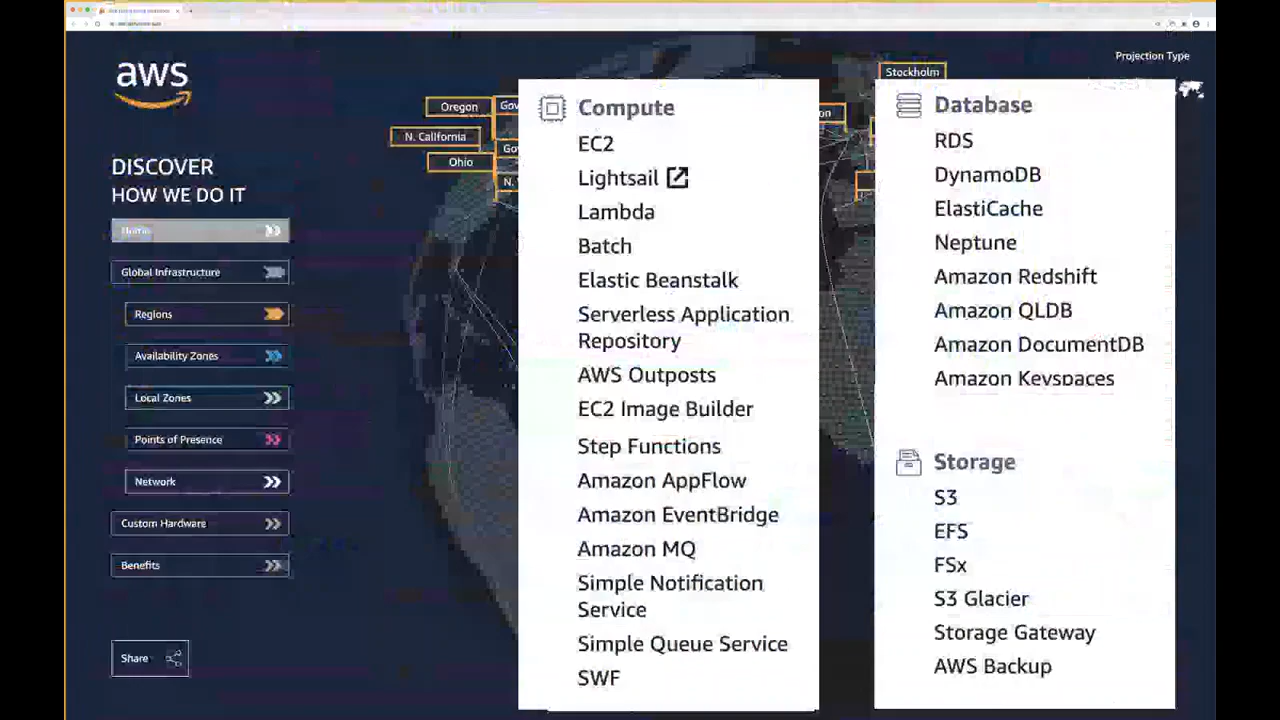 aws
DISCOVER
HOW WE DO IT
Home
Global Infrastructure
Regions
Availability Zones
Local Zones
Points of Presence
Network
Custom Hardware
Benefits
Share
Oregon
N. California
Ohio
Compute
EC2
Lightsail
Lambda
Batch
Elastic Beanstalk
Serverless Application
Repository
AWS Outposts
EC2 Image Builder
Step Functions
Amazon AppFlow
Amazon EventBridge
Amazon MQ
Simple Notification
Service
Simple Queue Service
SWF
Projection Type
Stockholm
Database
RDS
DynamoDB
ElastiCache
Neptune
Amazon Redshift
Amazon QLDB
Amazon DocumentDB
Amazon Keyspaces
Storage
S3
EFS
FSx
S3 Glacier
Storage Gateway
AWS Backup